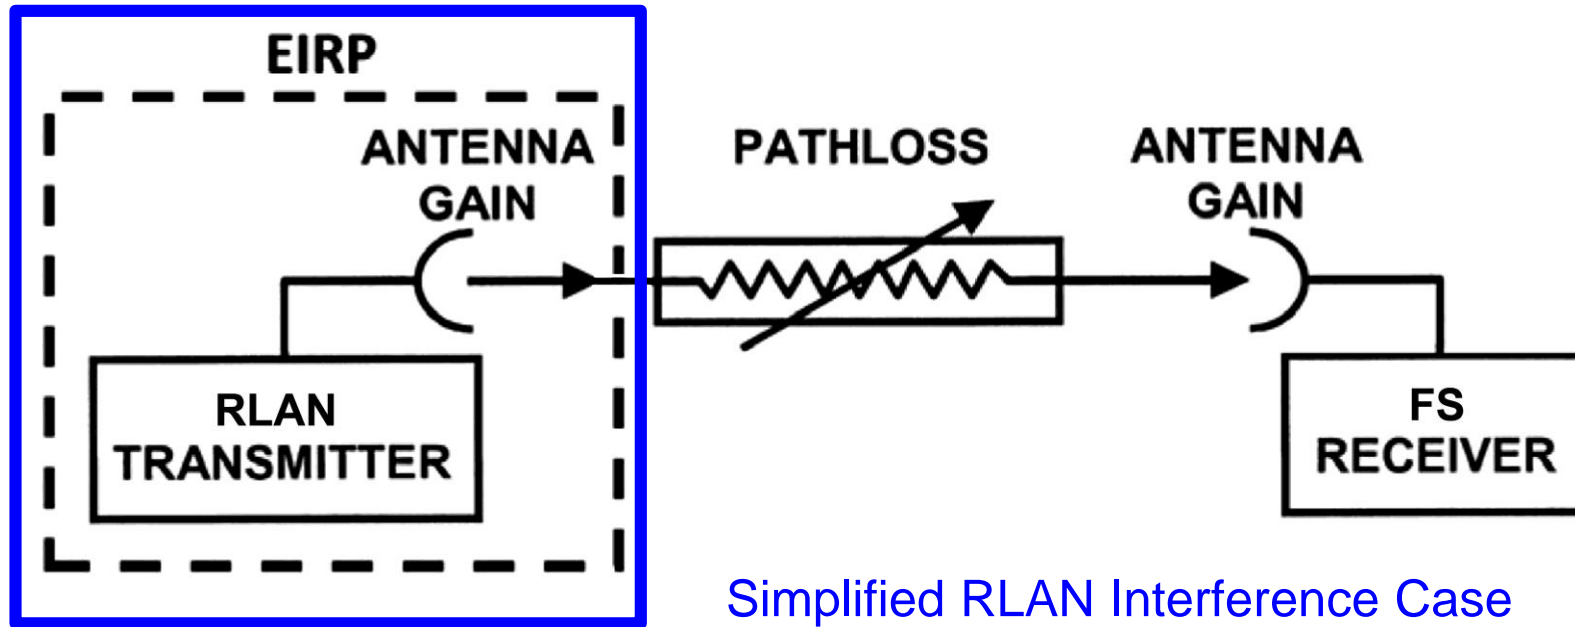 EIRP
ANTENNA
GAIN
PATHLOSS
ANTENNA
GAIN
RLAN
TRANSMITTER
FS
RECEIVER
Simplified RLAN Interference Case